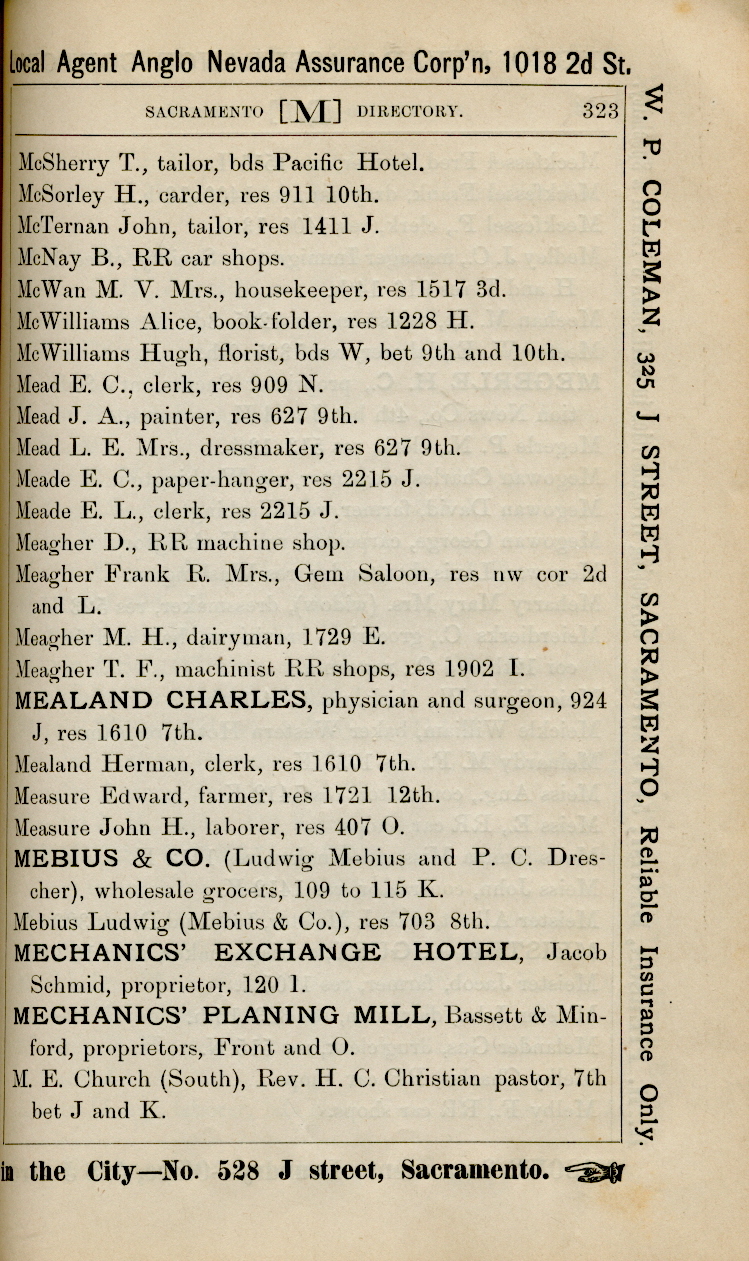 Local Agent Anglo Nevada Assurance Corp'n, 1018 2d St.
SACRAMENTO [M] DIRECTORY. 323
McSherry T., tailor, bds Pacific Hotel.
McSorley H., carder, res 911 10th.
McTernan John, tailor, res 1411 J.
McNay B., RR car shops.
McWan M. V. Mrs., housekeeper, res 1517 3d.
McWilliams Alice, book-folder, res 1228 H.
McWilliams Hugh, florist, bds W, bet 9th and 10th.
Mead E. C., clerk, res 909 N.
Mead J. A., painter, res 627 9th.
Mead L. E. Mrs., dressmaker, res 627 9th.
Meade E. C., paper-hanger, res 2215 J.
Meade E. L., clerk, res 2215 J.
Meagher D., RR machine shop.
Meagher Frank R. Mrs., Gem Saloon, res nw cor 2d
and L.
Meagher M. H., dairyman, 1729 E.
Meagher T. F., machinist RR shops, res 1902 I.
MEALAND CHARLES, physician and surgeon, 924
J, res 1610 7th.
Mealand Herman, clerk, res 1610 7th.
Measure Edward, farmer, res 1721 12th.
Measure John H., laborer, res 407 O.
MEBIUS & CO. (Ludwig Mebius and P. C. Dres-
cher), wholesale grocers, 109 to 115 K.
Mebius Ludwig (Mebius & Co.), res 703 8th.
MECHANICS' EXCHANGE HOTEL, Jacob
Schmid, proprietor, 120 I.
MECHANICS' PLANING MILL, Bassett & Min-
ford, proprietors, Front and O.
M. E. Church (South), Rev. H. C. Christian pastor, 7th
bet J and K.
in the City—No. 528 J street, Sacramento.
W. P. COLEMAN, 325 J STREET, SACRAMENTO, Reliable Insurance Only.